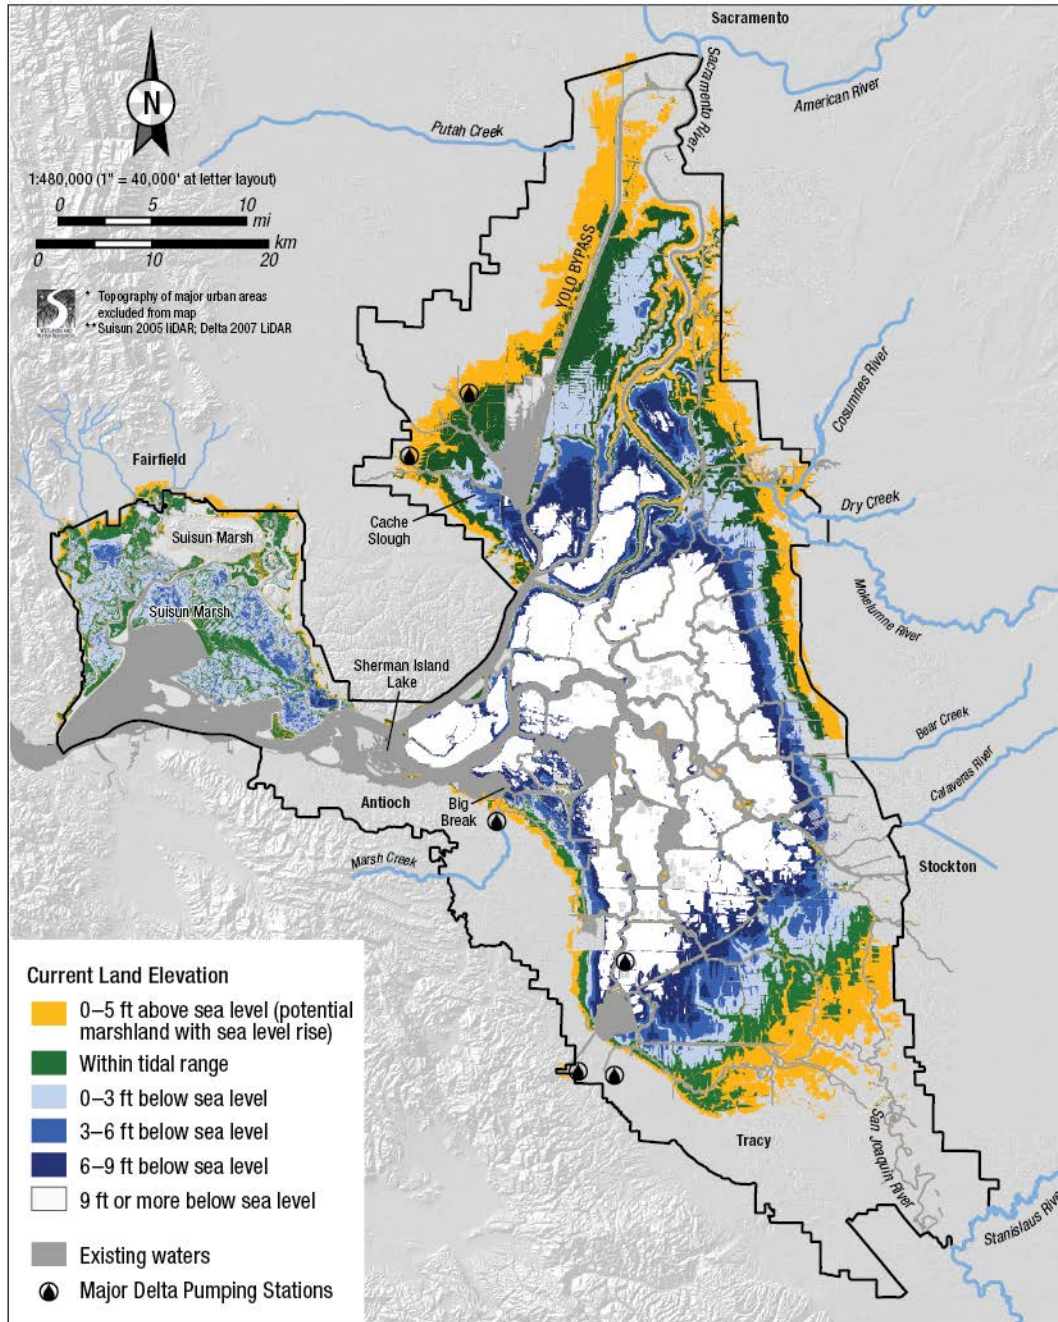 Sacramento
Sacramento River
American River
Putah Creek
N
1:480,000 (1" = 40,000' at letter layout)
0 5 10
mi
km
0 10 20
* Topography of major urban areas
excluded from map
**Suisun 2005 liDAR; Delta 2007 LiDAR
YOLO BYPASS
Cosumnes River
Fairfield
Dry Creek
Cache
Slough
Suisun Marsh
Suisun Marsh
Mokelumne River
Sherman Island
Lake
Bear Creek
Calaveras River
Antioch
Big
Break
Marsh Creek
Stockton
Current Land Elevation
0–5 ft above sea level (potential
marshland with sea level rise)
Within tidal range
0–3 ft below sea level
3–6 ft below sea level
6–9 ft below sea level
9 ft or more below sea level
Existing waters
Major Delta Pumping Stations
Tracy
San Joaquin River
Stanislaus River